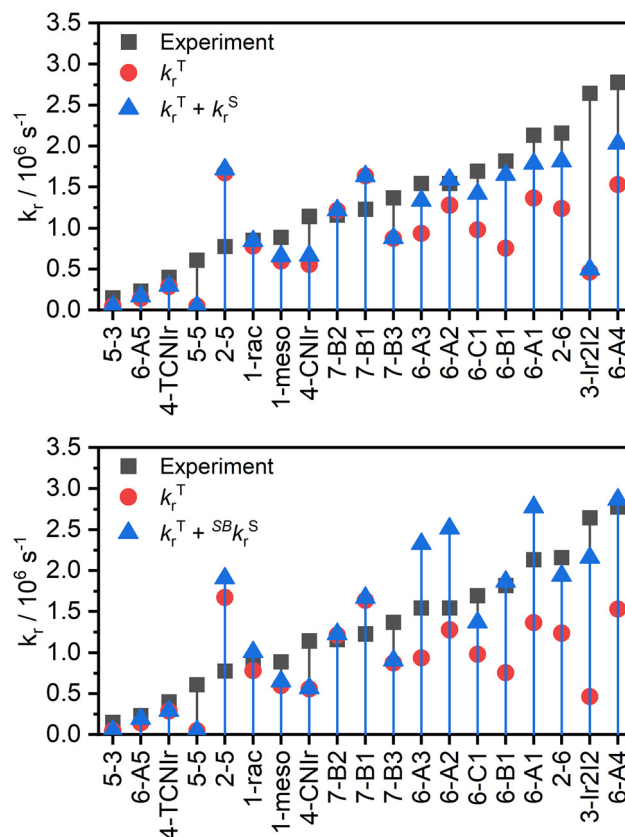 3.5
3.0
2.5
2.0
1.5
1.0
0.5
0.0
k_r / 10⁶ s⁻¹
Experiment
k_r^T
k_r^T + k_r^S
5-3
6-A5
4-TCNIr
5-5
2-5
1-rac
1-meso
4-CNIr
7-B2
7-B1
7-B3
6-A3
6-A2
6-C1
6-B1
6-A1
2-6
3-Ir2I2
6-A4
3.5
3.0
2.5
2.0
1.5
1.0
0.5
0.0
k_r / 10⁶ s⁻¹
Experiment
k_r^T
k_r^T + ^SB k_r^S
5-3
6-A5
4-TCNIr
5-5
2-5
1-rac
1-meso
4-CNIr
7-B2
7-B1
7-B3
6-A3
6-A2
6-C1
6-B1
6-A1
2-6
3-Ir2I2
6-A4